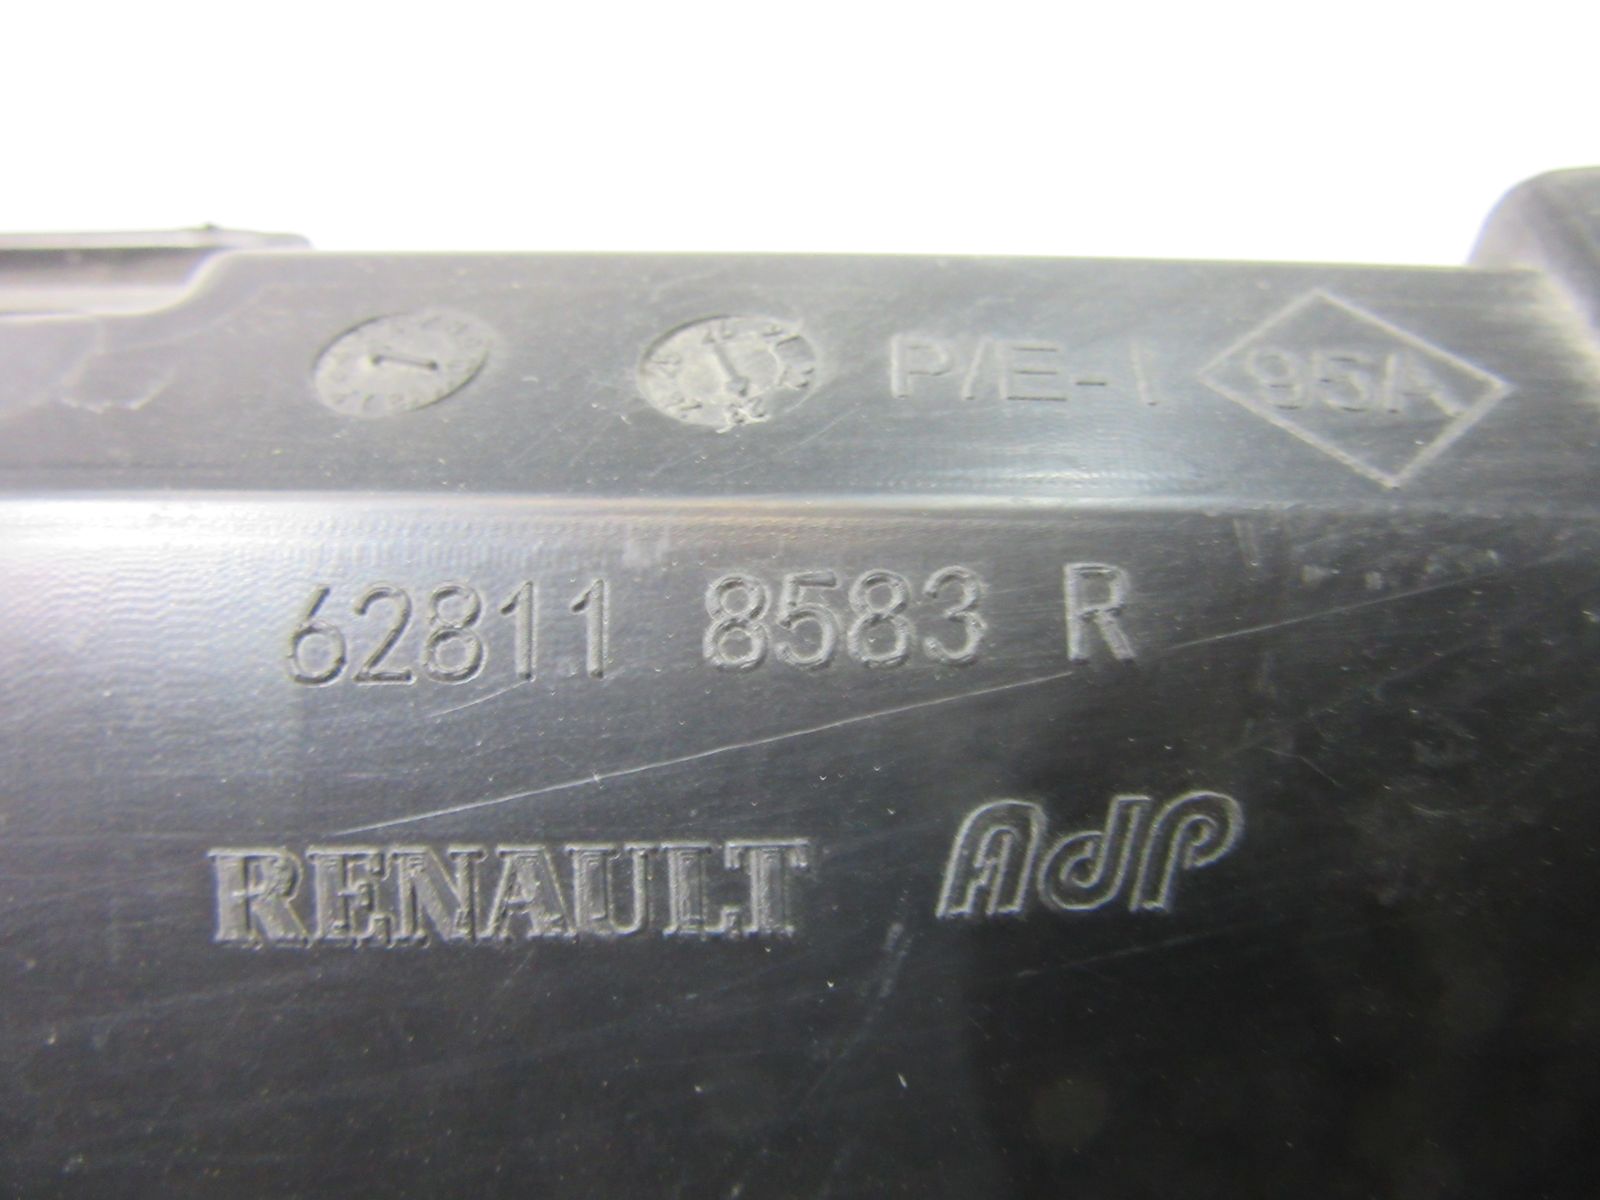 P/E-I 95A
62811 8583 R
RENAULT AdP